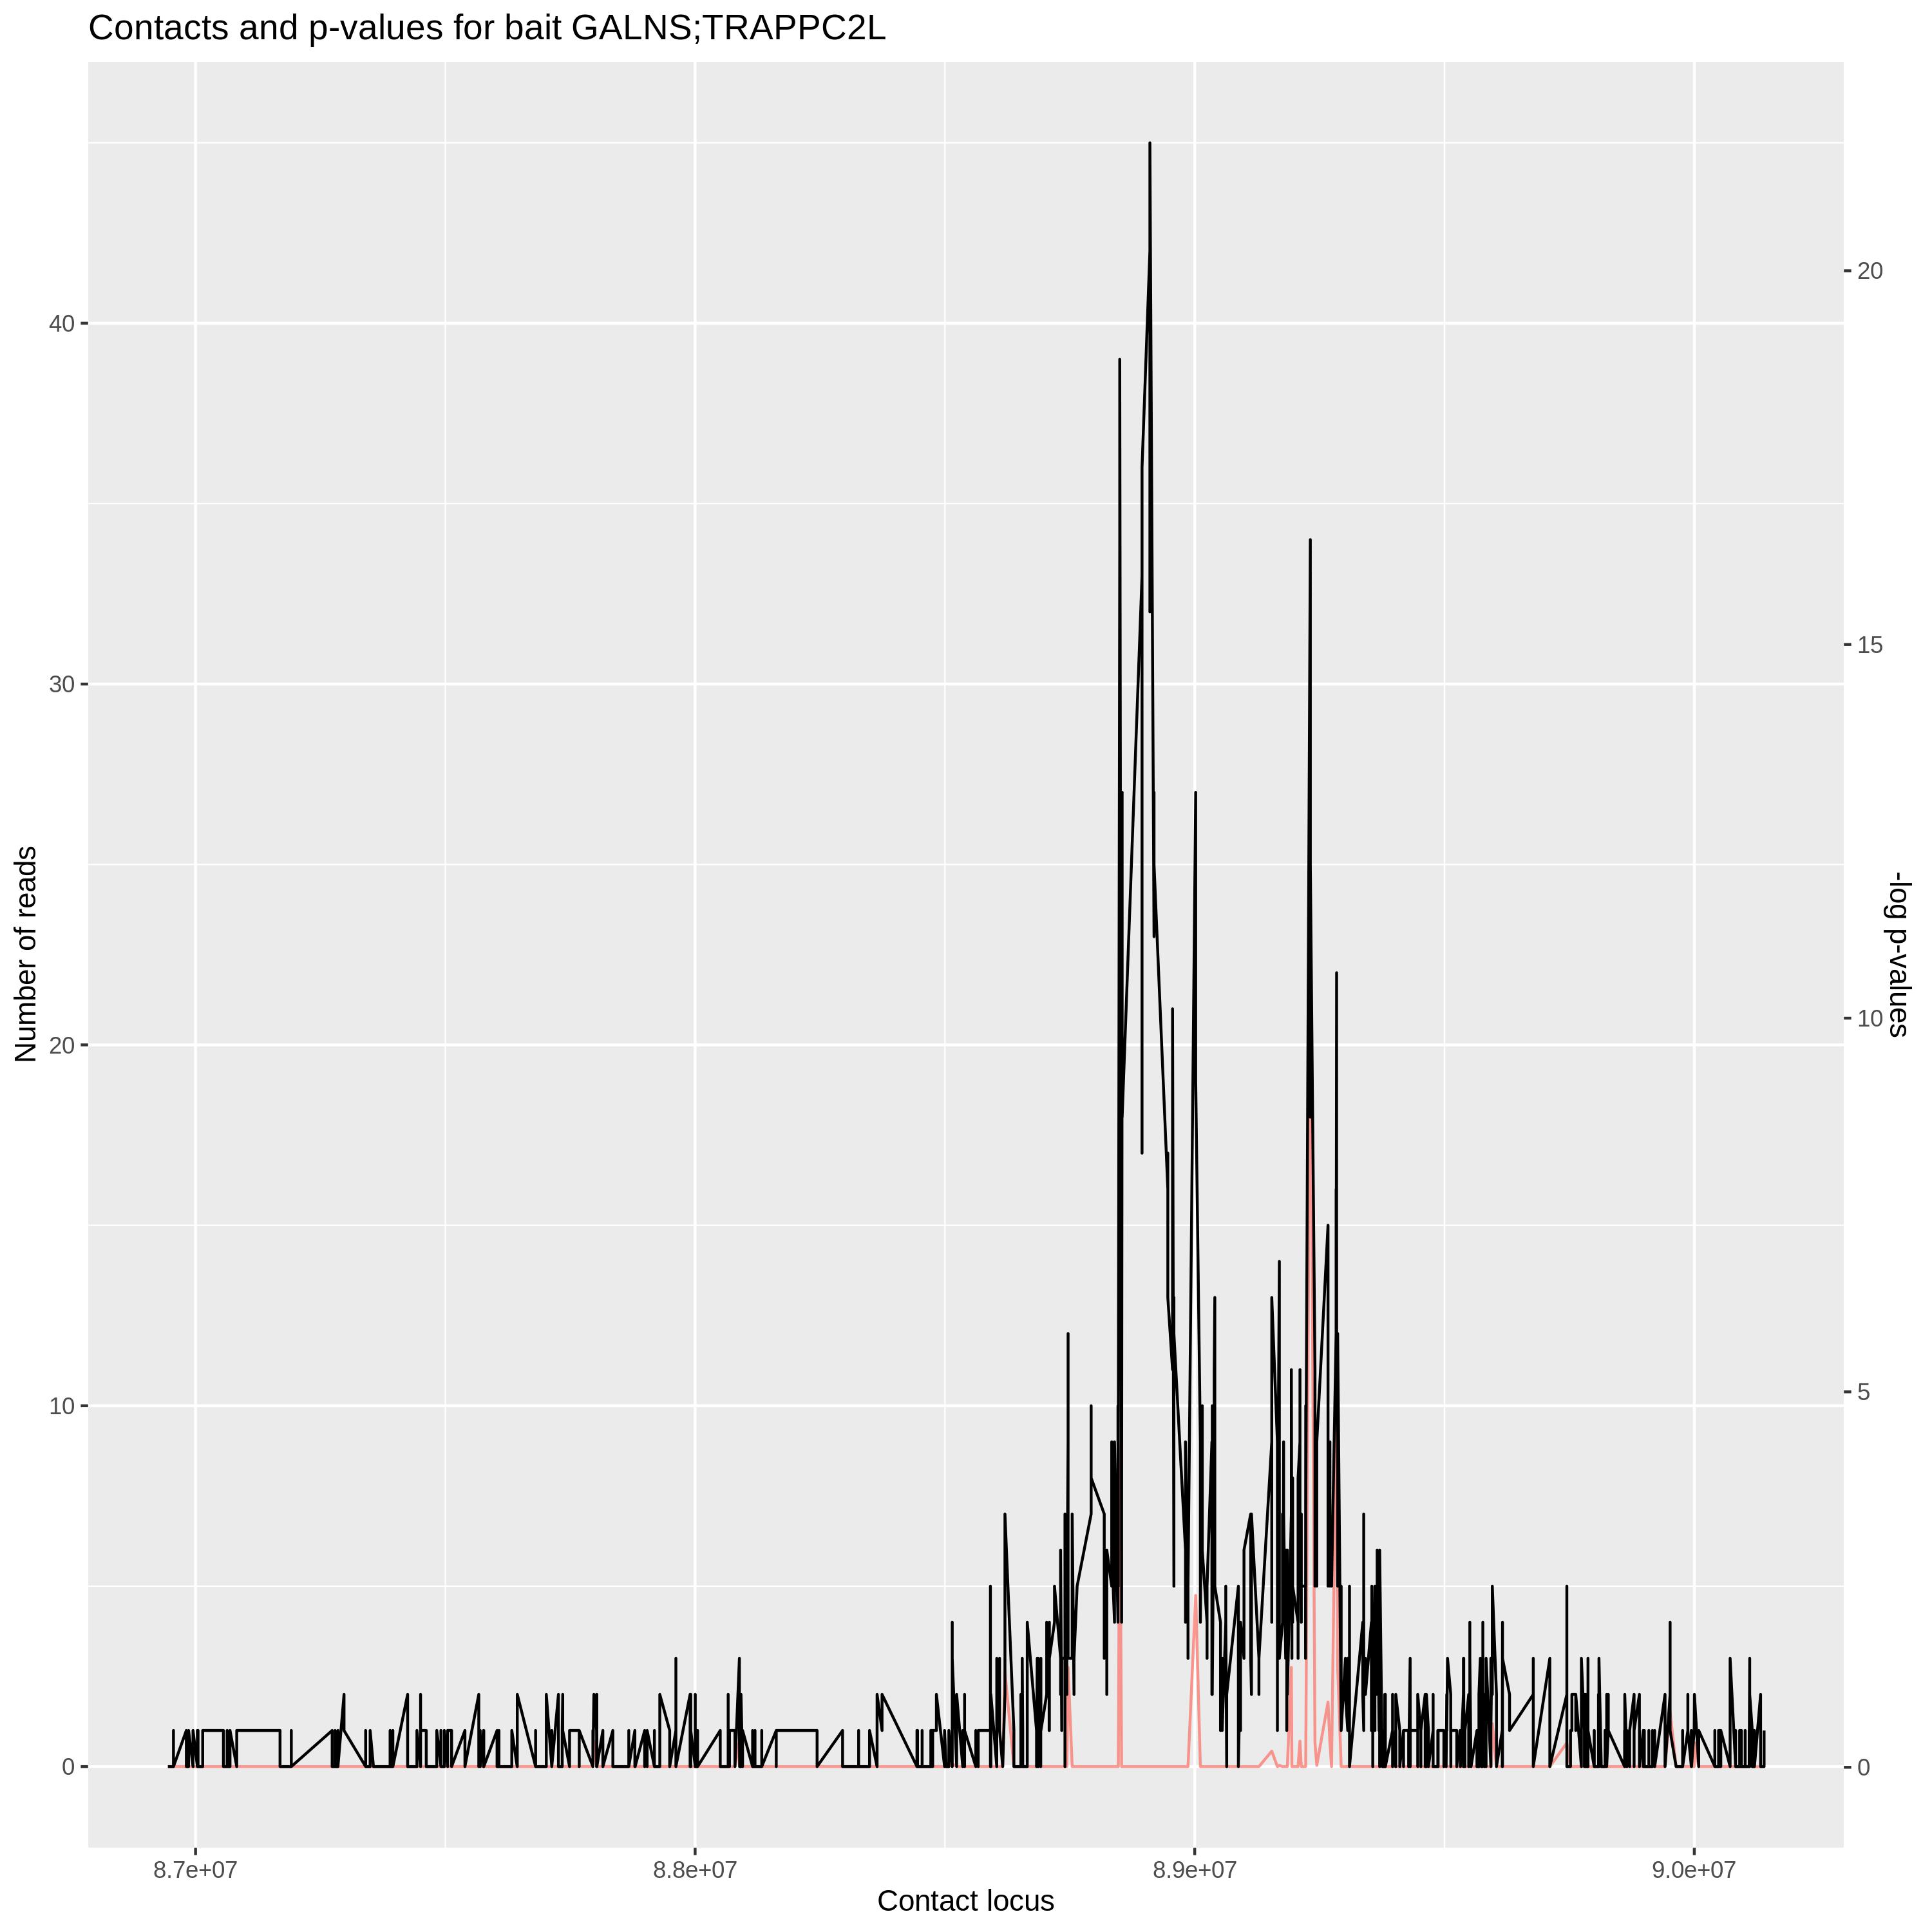 Contacts and p-values for bait GALNS;TRAPPC2L
Number of reads
40
30
20
10
0
20
15
10
5
0
-log p-values
8.7e+07 8.8e+07 8.9e+07 9.0e+07
Contact locus